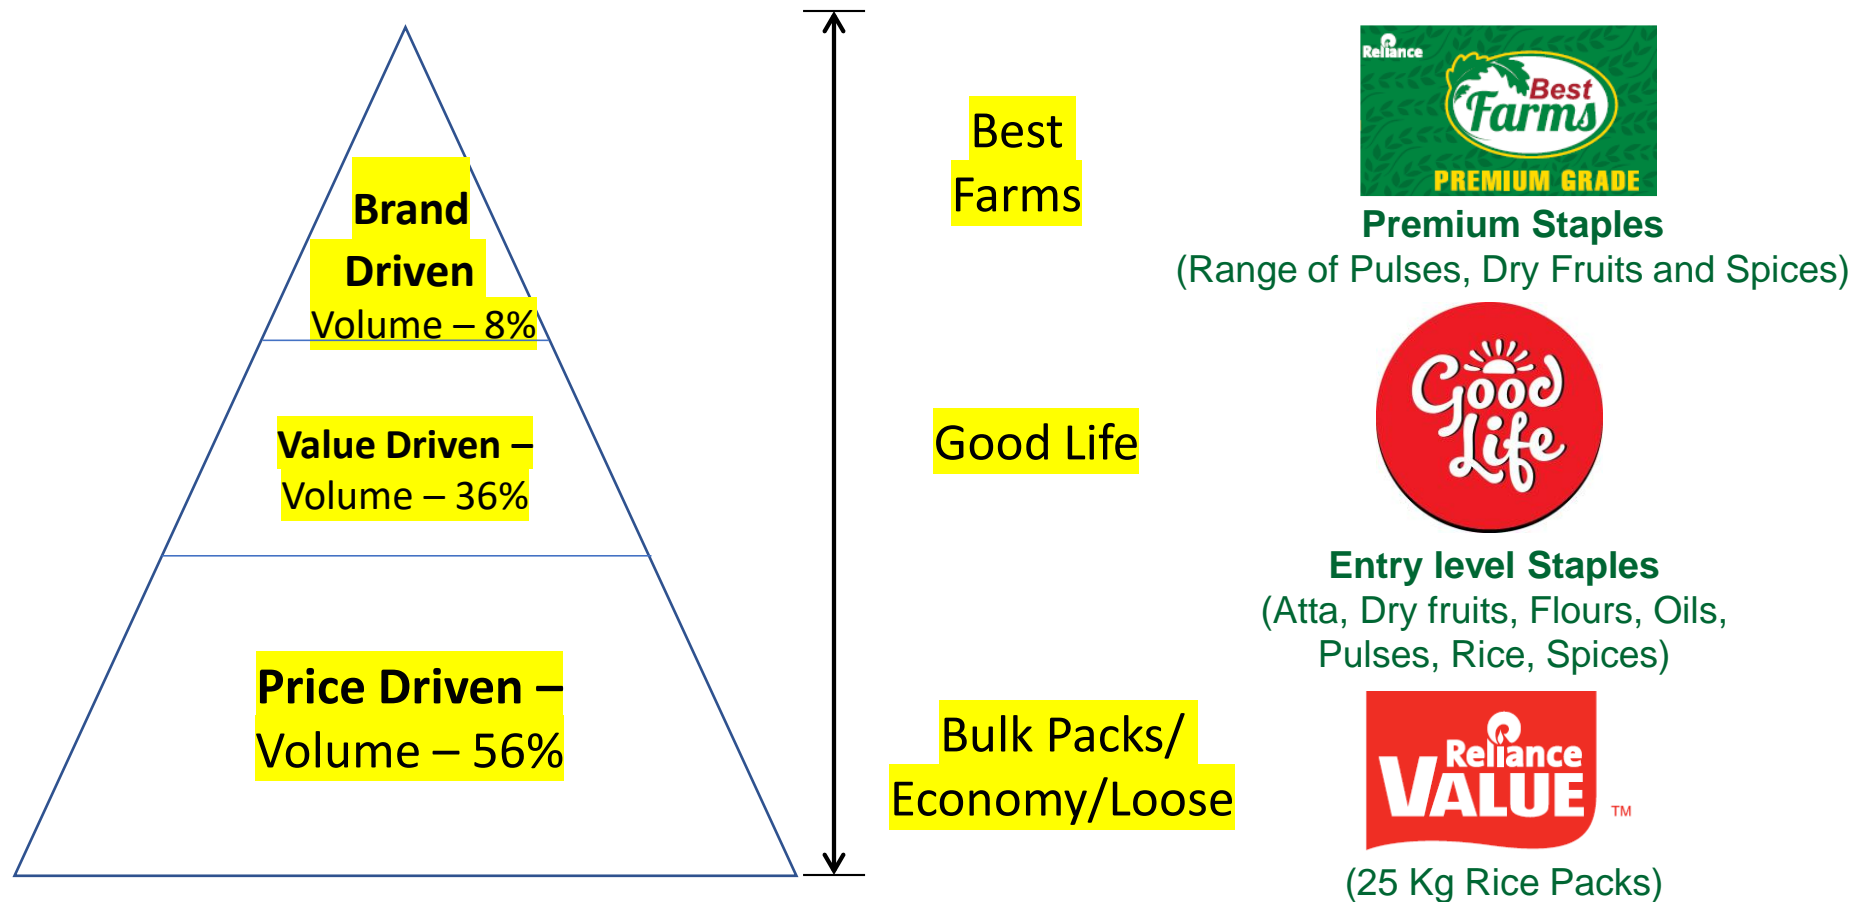 Brand
Driven
Volume – 8%
Value Driven –
Volume – 36%
Price Driven –
Volume – 56%
Best
Farms
Good Life
Bulk Packs/
Economy/Loose
Reliance
Best
Farms
PREMIUM GRADE
Premium Staples
(Range of Pulses, Dry Fruits and Spices)
Good
Life
Entry level Staples
(Atta, Dry fruits, Flours, Oils,
Pulses, Rice, Spices)
Reliance
VALUE ™
(25 Kg Rice Packs)